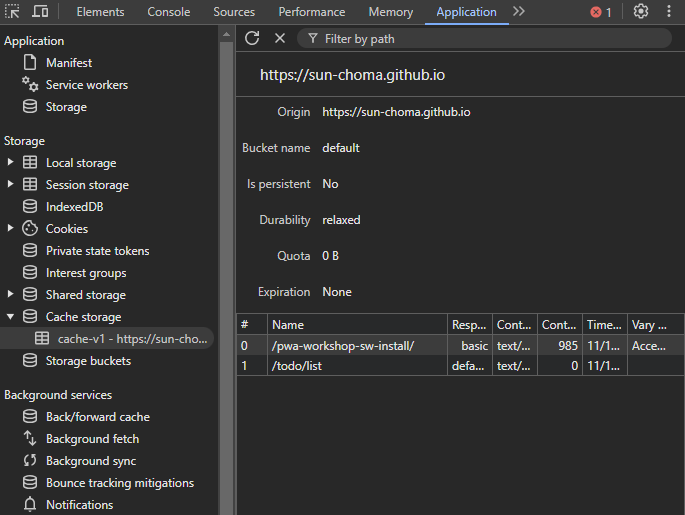 Elements Console Sources Performance Memory Application 1
Application
Manifest
Service workers
Storage
Storage
Local storage
Session storage
IndexedDB
Cookies
Private state tokens
Interest groups
Shared storage
Cache storage
cache-v1 - https://sun-cho...
Storage buckets
Background services
Back/forward cache
Background fetch
Background sync
Bounce tracking mitigations
Notifications
Filter by path
https://sun-choma.github.io
Origin https://sun-choma.github.io
Bucket name default
Is persistent No
Durability relaxed
Quota 0 B
Expiration None
# Name Resp... Cont... Cont... Time... Vary ...
0 /pwa-workshop-sw-install/ basic text/... 985 11/1... Acce...
1 /todo/list defa... text/... 0 11/1...